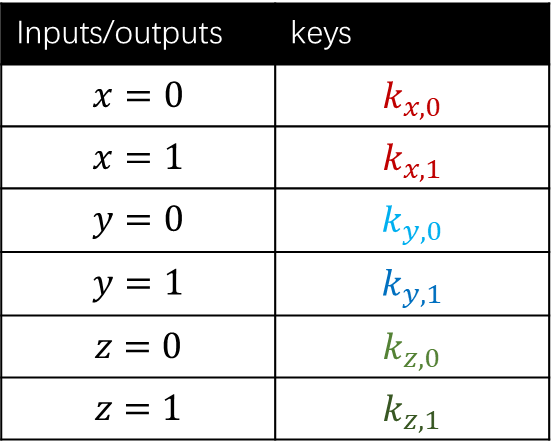 Inputs/outputs keys
x = 0 k_{x,0}
x = 1 k_{x,1}
y = 0 k_{y,0}
y = 1 k_{y,1}
z = 0 k_{z,0}
z = 1 k_{z,1}